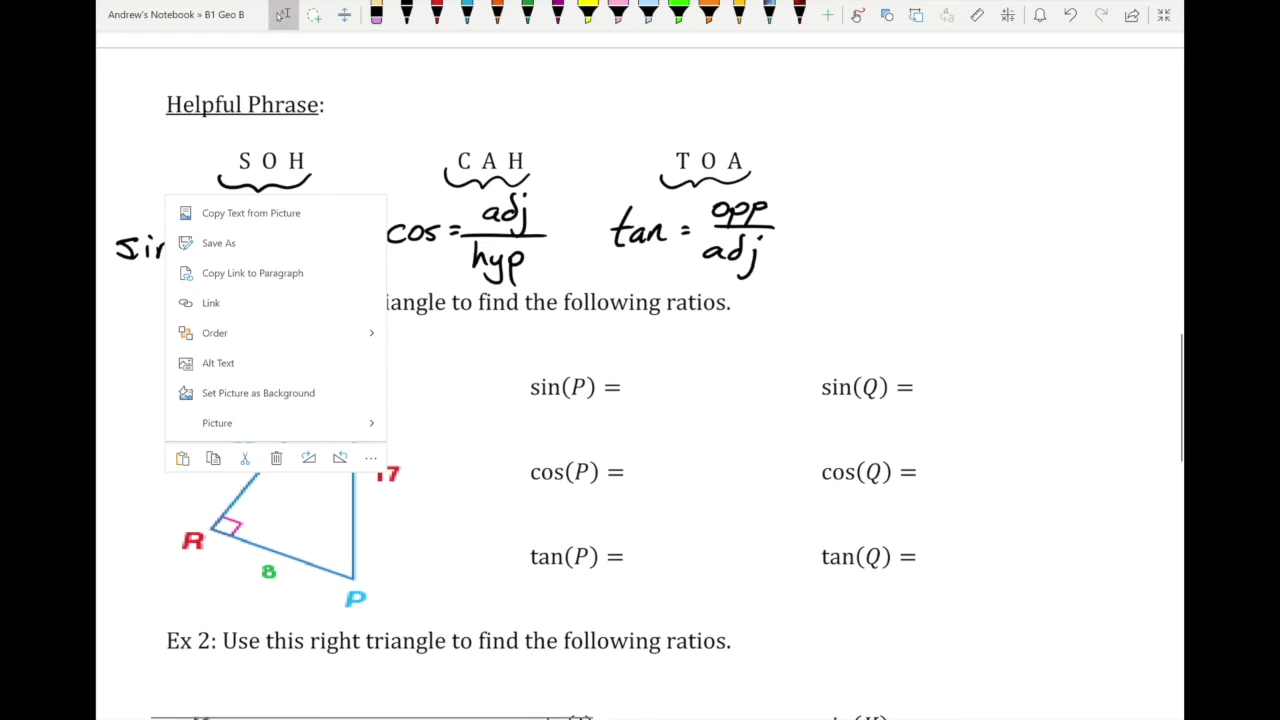 Andrew's Notebook » B1 Geo B
Helpful Phrase:
S O H C A H T O A
sin cos = adj/hyp tan = opp/adj
Copy Text from Picture
Save As
Copy Link to Paragraph
Link
Order
Alt Text
Set Picture as Background
Picture
iangle to find the following ratios.
sin(P) = sin(Q) =
17
cos(P) = cos(Q) =
R
8
tan(P) = tan(Q) =
P
Ex 2: Use this right triangle to find the following ratios.